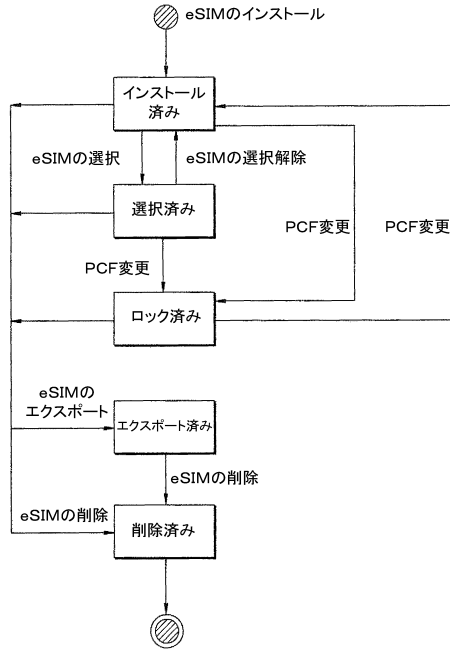 eSIMのインストール
インストール
済み
eSIMの選択
eSIMの選択解除
選択済み
PCF変更
PCF変更
PCF変更
ロック済み
eSIMの
エクスポート
エクスポート済み
eSIMの削除
eSIMの削除
削除済み